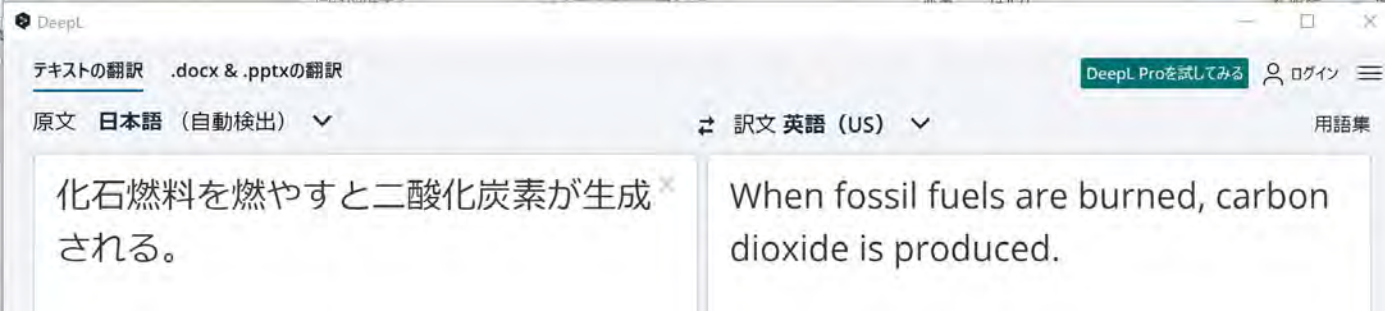 DeepL
テキストの翻訳 .docx & .pptxの翻訳
DeepL Proを試してみる ログイン
原文 日本語 （自動検出）
訳文 英語（US）
用語集
化石燃料を燃やすと二酸化炭素が生成
される。
When fossil fuels are burned, carbon
dioxide is produced.